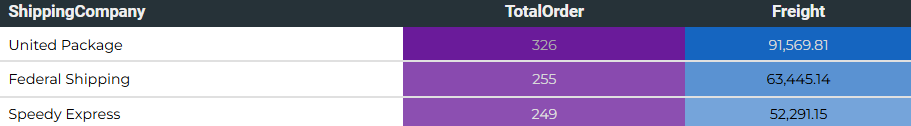 ShippingCompany TotalOrder Freight
United Package 326 91,569.81
Federal Shipping 255 63,445.14
Speedy Express 249 52,291.15